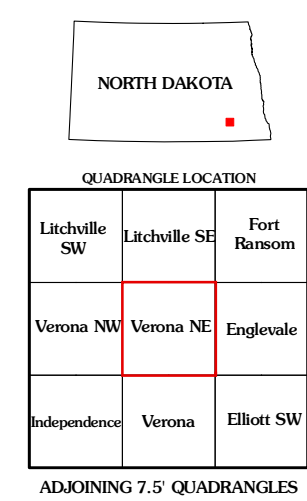 NORTH DAKOTA
QUADRANGLE LOCATION
Litchville
SW
Litchville SE
Fort
Ransom
Verona NW
Verona NE
Englevale
Independence
Verona
Elliott SW
ADJOINING 7.5' QUADRANGLES